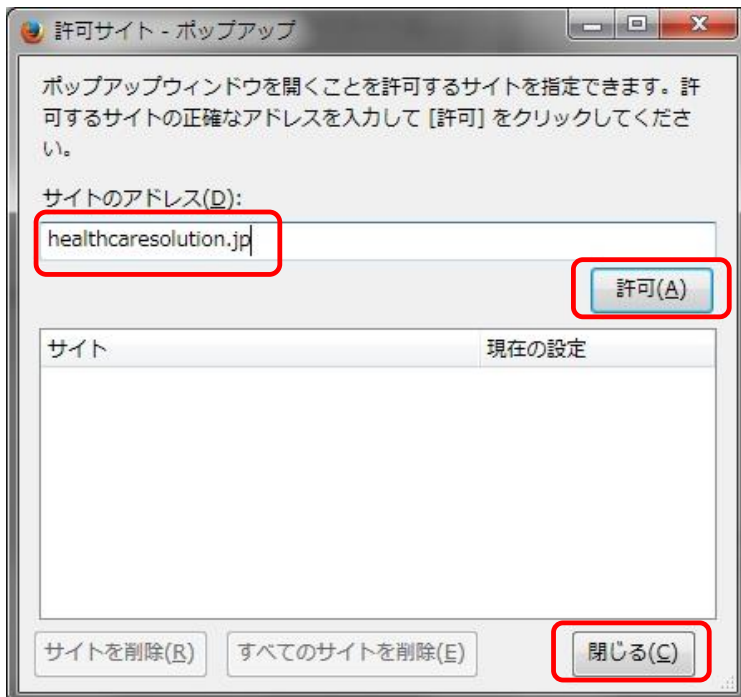 許可サイト - ポップアップ
ポップアップウィンドウを開くことを許可するサイトを指定できます。許
可するサイトの正確なアドレスを入力して [許可] をクリックしてくださ
い。
サイトのアドレス(D):
healthcaresolution.jp
許可(A)
サイト 現在の設定
サイトを削除(R) すべてのサイトを削除(E) 閉じる(C)